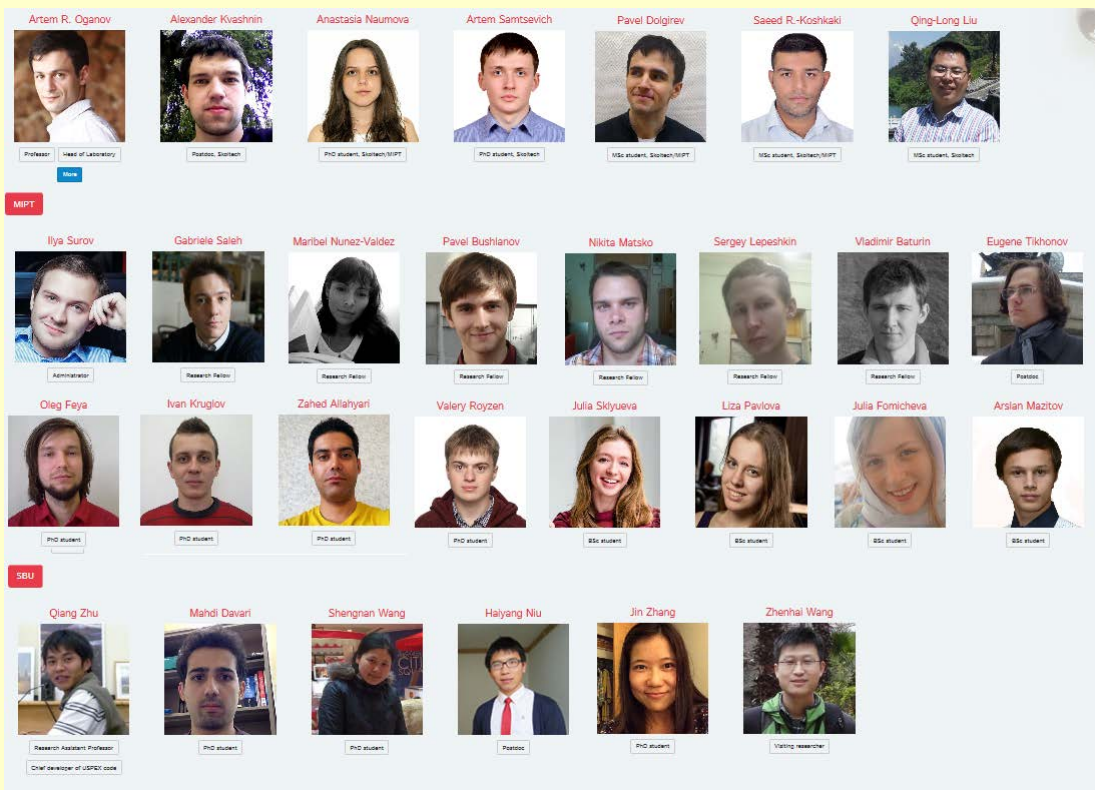 Artem R. Oganov Alexander Kvashnin Anastasia Naumova Artem Samtsevich Pavel Dolgirev Saeed R.-Koshkaki Qing-Long Liu
Professor Head of Laboratory Postdoc, Skoltech PhD student, Skoltech/MIPT PhD student, Skoltech MSc student, Skoltech/MIPT MSc student, Skoltech/MIPT MSc student, Skoltech
More
MIPT
Ilya Surov Gabriele Saleh Maribel Nunez-Valdez Pavel Bushlanov Nikita Matsko Sergey Lepeshkin Vladimir Baturin Eugene Tikhonov
Administrator Research Fellow Research Fellow Research Fellow Research Fellow Research Fellow Research Fellow Postdoc
Oleg Feya Ivan Kruglov Zahed Allahyari Valery Royzen Julia Sklyueva Liza Pavlova Julia Fomicheva Arslan Mazitov
PhD student PhD student PhD student PhD student BSc student BSc student BSc student BSc student
SBU
Qiang Zhu Mahdi Davari Shengnan Wang Haiyang Niu Jin Zhang Zhenhai Wang
Research Assistant Professor PhD student PhD student Postdoc PhD student Visiting researcher
Chief developer of USPEX code